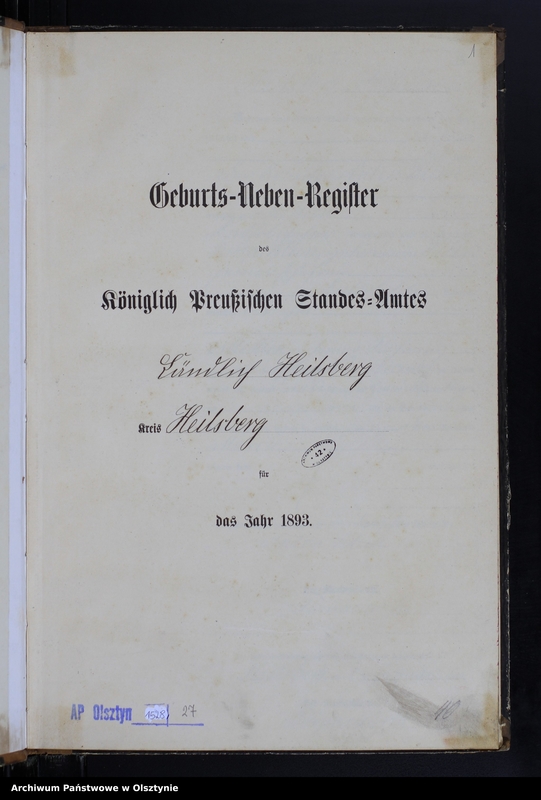 1
Geburts-Neben-Register
des
Königlich Preußischen Standes-Amtes
Ländlich Heilsberg
Kreis Heilsberg
12
für
das Jahr 1893.
AP Olsztyn 1528/ 27
Archiwum Państwowe w Olsztynie